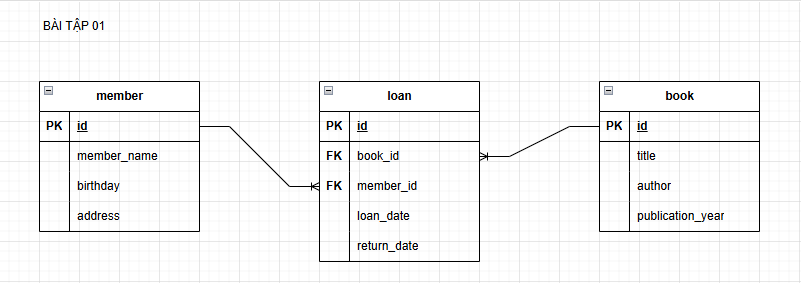 BÀI TẬP 01
member
PK id
member_name
birthday
address
loan
PK id
FK book_id
FK member_id
loan_date
return_date
book
PK id
title
author
publication_year